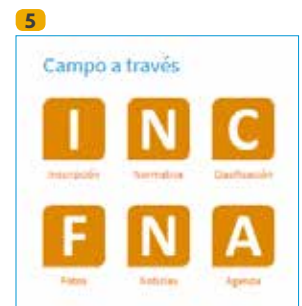 5
Campo a través
I N C
Inscripción Normativa Clasificación
F N A
Fotos Noticias Agenda